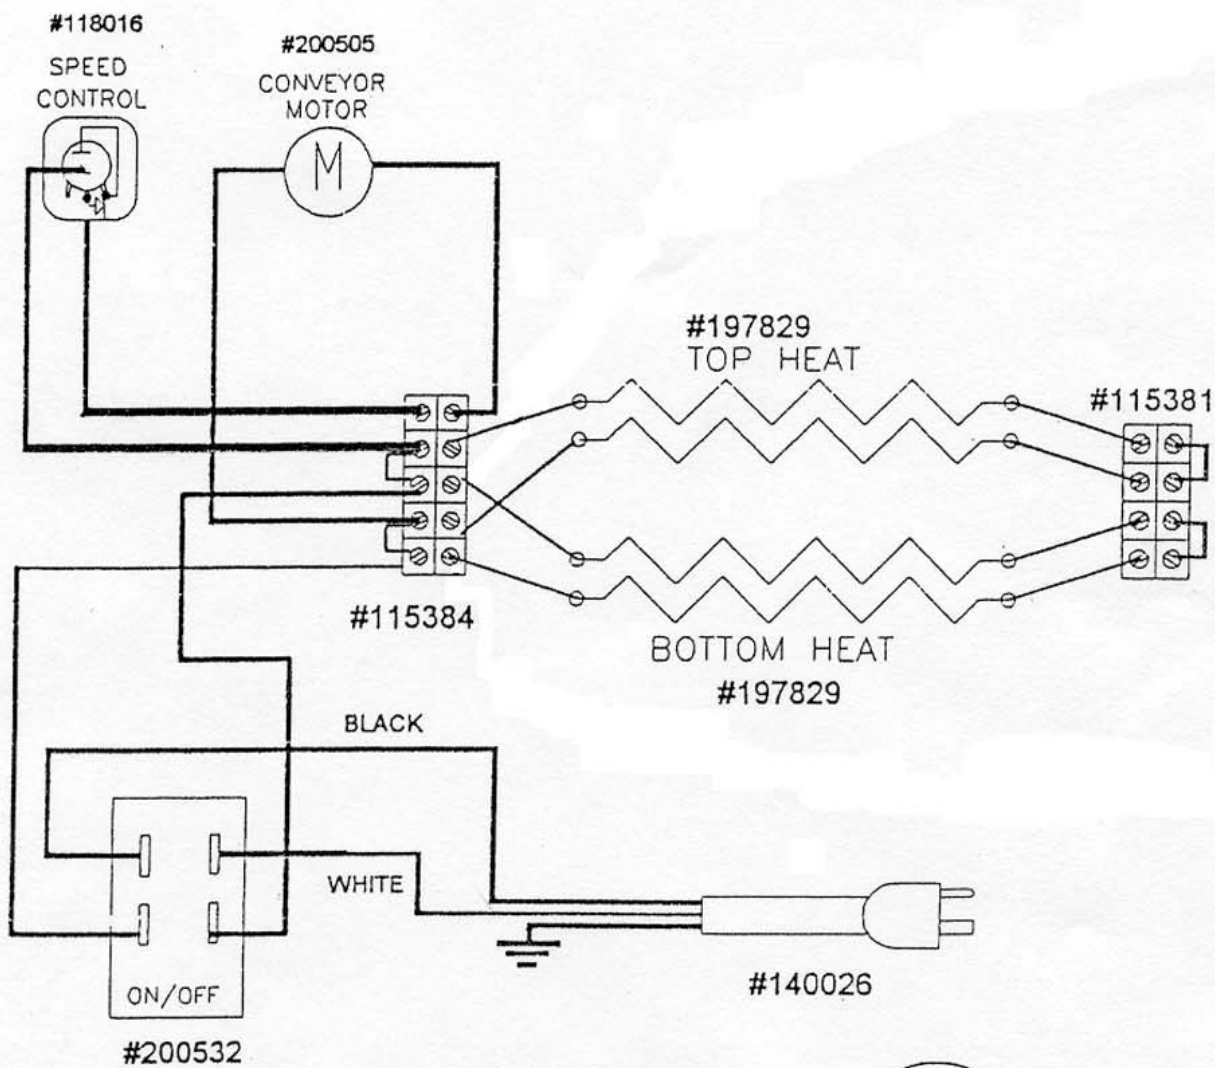 #118016
SPEED
CONTROL
#200505
CONVEYOR
MOTOR
M
#197829
TOP HEAT
#115381
#115384
BOTTOM HEAT
#197829
BLACK
WHITE
ON/OFF
#140026
#200532